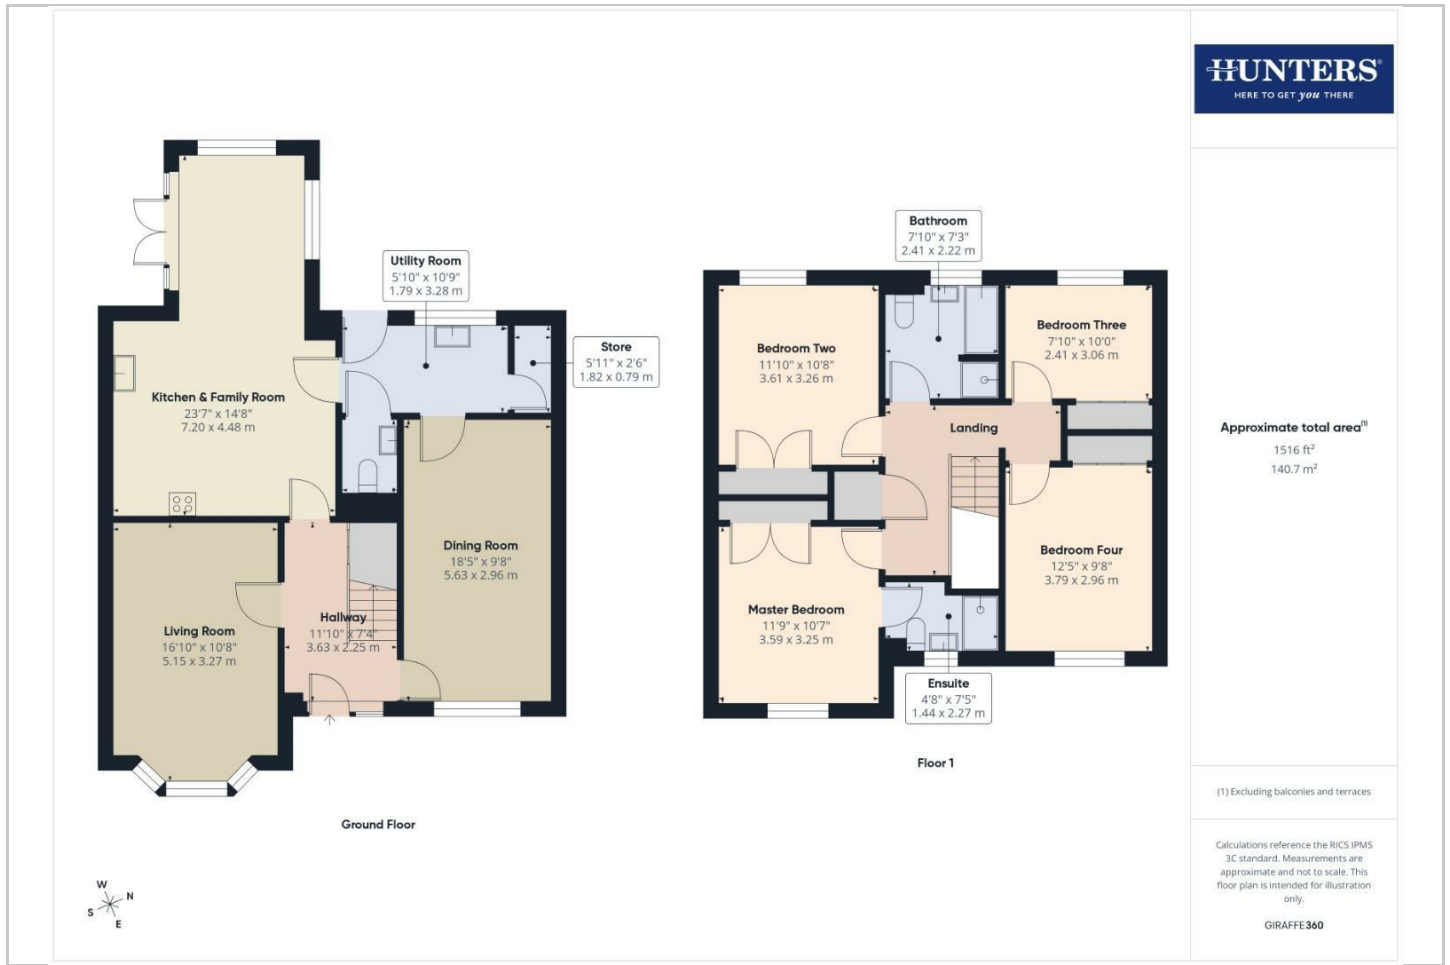 HUNTERS®
HERE TO GET you THERE
Utility Room
5'10" x 10'9"
1.79 x 3.28 m
Store
5'11" x 2'6"
1.82 x 0.79 m
Kitchen & Family Room
23'7" x 14'8"
7.20 x 4.48 m
Dining Room
18'5" x 9'8"
5.63 x 2.96 m
Hallway
11'10" x 7'4"
3.63 x 2.25 m
Living Room
16'10" x 10'8"
5.15 x 3.27 m
Ground Floor
Bathroom
7'10" x 7'3"
2.41 x 2.22 m
Bedroom Two
11'10" x 10'8"
3.61 x 3.26 m
Bedroom Three
7'10" x 10'0"
2.41 x 3.06 m
Landing
Bedroom Four
12'5" x 9'8"
3.79 x 2.96 m
Master Bedroom
11'9" x 10'7"
3.59 x 3.25 m
Ensuite
4'8" x 7'5"
1.44 x 2.27 m
Floor 1
W
N
S
E
Approximate total area(1)
1516 ft²
140.7 m²
(1) Excluding balconies and terraces
Calculations reference the RICS IPMS
3C standard. Measurements are
approximate and not to scale. This
floor plan is intended for illustration
only.
GIRAFFE360